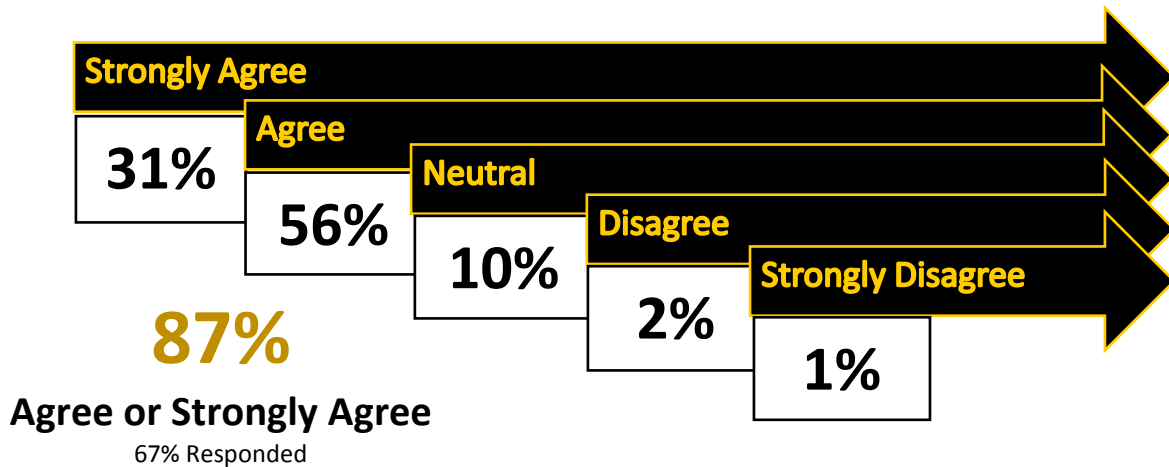 Strongly Agree
31%
Agree
56%
Neutral
10%
Disagree
2%
Strongly Disagree
1%
87%
Agree or Strongly Agree
67% Responded